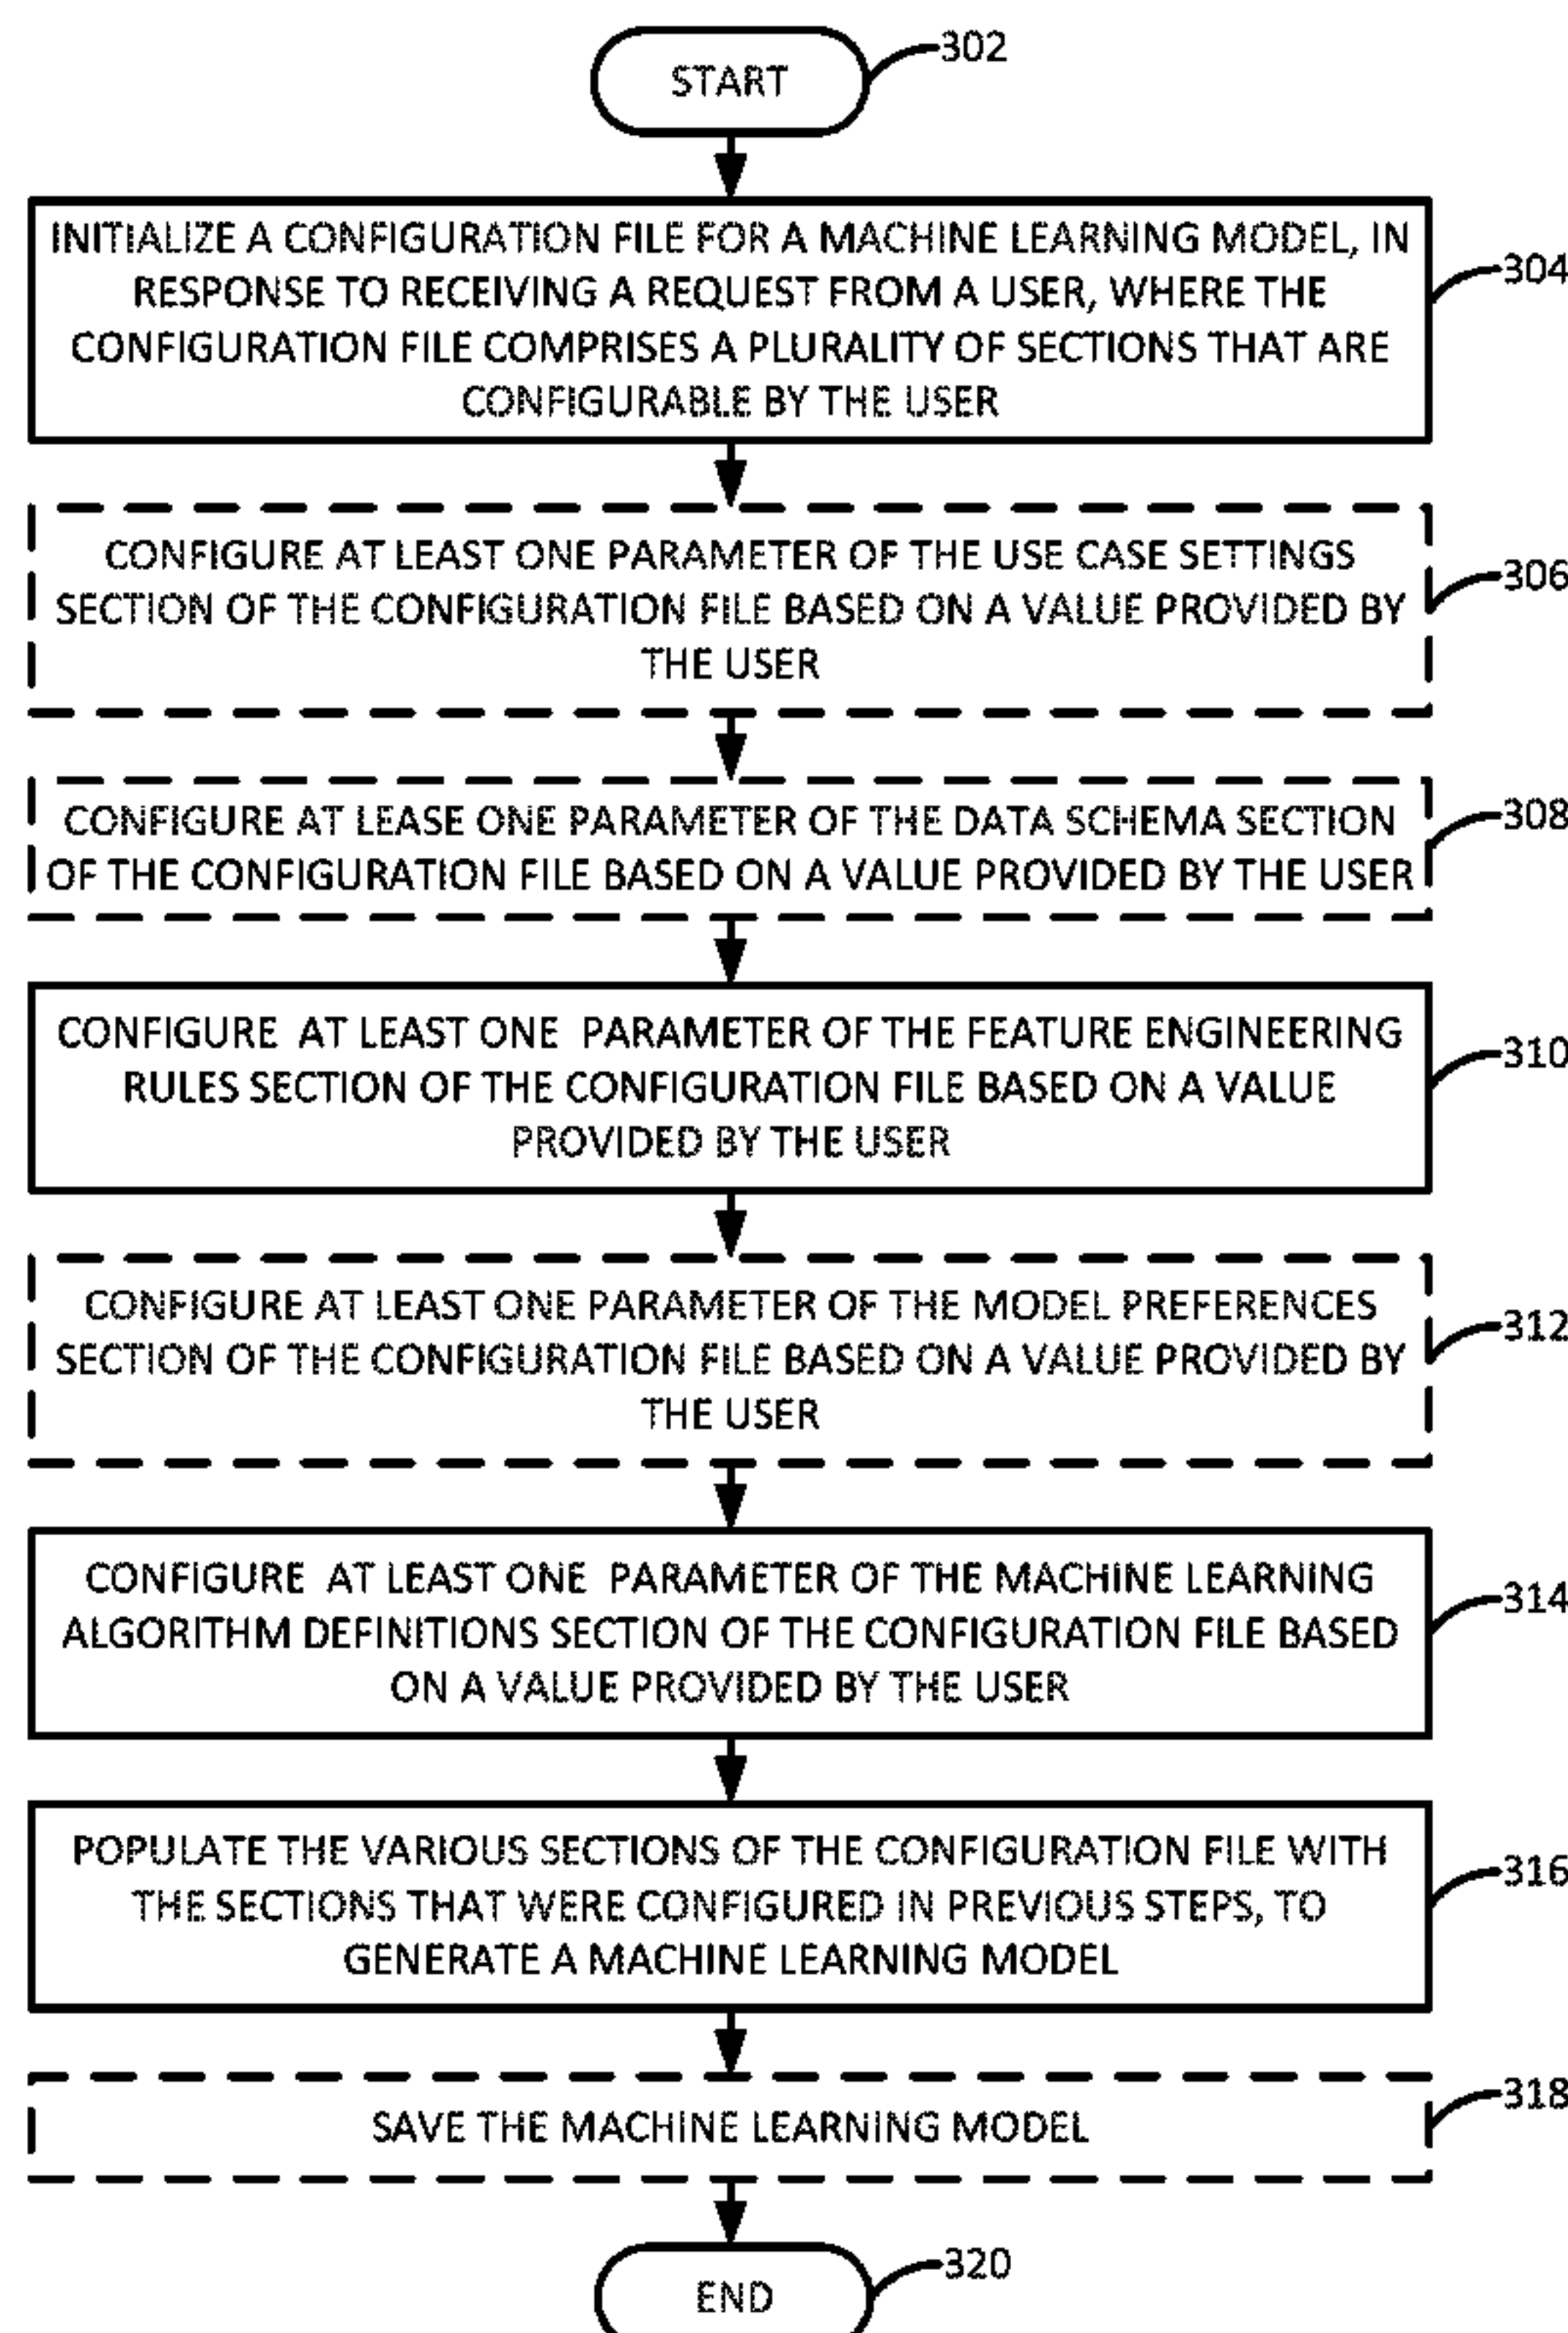 START
302
INITIALIZE A CONFIGURATION FILE FOR A MACHINE LEARNING MODEL, IN
RESPONSE TO RECEIVING A REQUEST FROM A USER, WHERE THE
CONFIGURATION FILE COMPRISES A PLURALITY OF SECTIONS THAT ARE
CONFIGURABLE BY THE USER
304
CONFIGURE AT LEAST ONE PARAMETER OF THE USE CASE SETTINGS
SECTION OF THE CONFIGURATION FILE BASED ON A VALUE PROVIDED BY
THE USER
306
CONFIGURE AT LEASE ONE PARAMETER OF THE DATA SCHEMA SECTION
OF THE CONFIGURATION FILE BASED ON A VALUE PROVIDED BY THE USER
308
CONFIGURE AT LEAST ONE PARAMETER OF THE FEATURE ENGINEERING
RULES SECTION OF THE CONFIGURATION FILE BASED ON A VALUE
PROVIDED BY THE USER
310
CONFIGURE AT LEAST ONE PARAMETER OF THE MODEL PREFERENCES
SECTION OF THE CONFIGURATION FILE BASED ON A VALUE PROVIDED BY
THE USER
312
CONFIGURE AT LEAST ONE PARAMETER OF THE MACHINE LEARNING
ALGORITHM DEFINITIONS SECTION OF THE CONFIGURATION FILE BASED
ON A VALUE PROVIDED BY THE USER
314
POPULATE THE VARIOUS SECTIONS OF THE CONFIGURATION FILE WITH
THE SECTIONS THAT WERE CONFIGURED IN PREVIOUS STEPS, TO
GENERATE A MACHINE LEARNING MODEL
316
SAVE THE MACHINE LEARNING MODEL
318
END
320